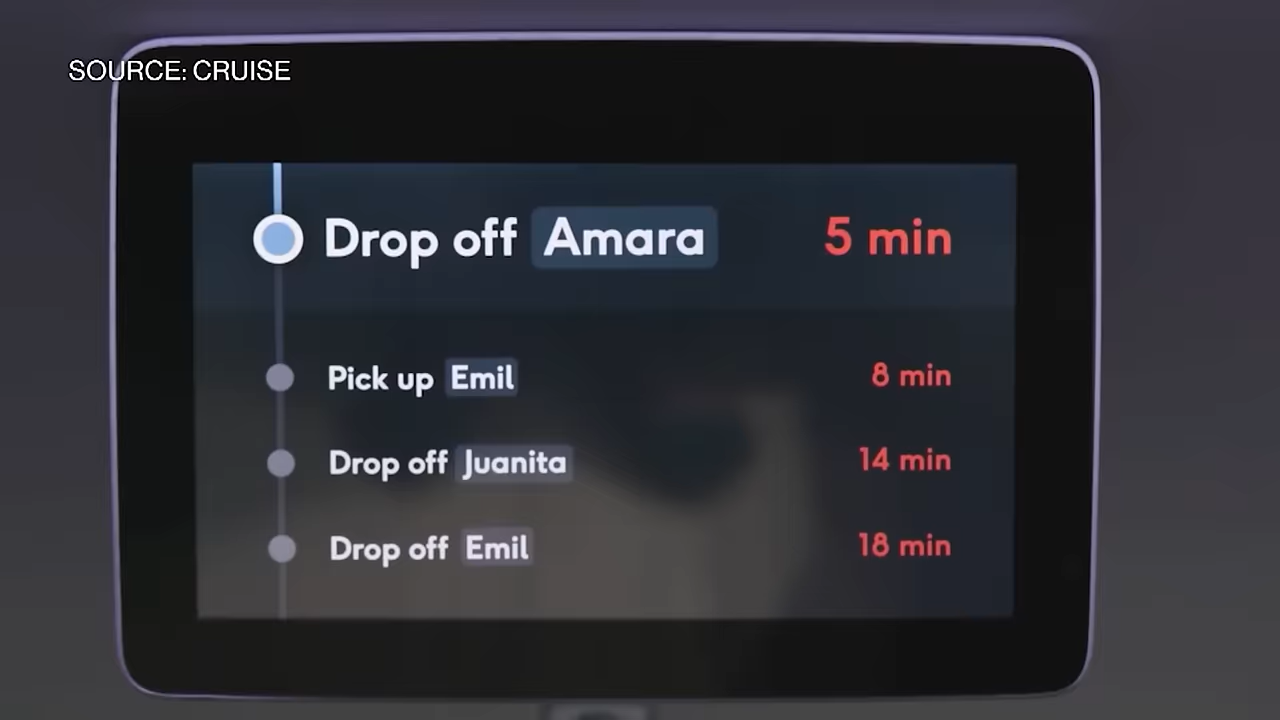 SOURCE: CRUISE
Drop off Amara 5 min
Pick up Emil 8 min
Drop off Juanita 14 min
Drop off Emil 18 min